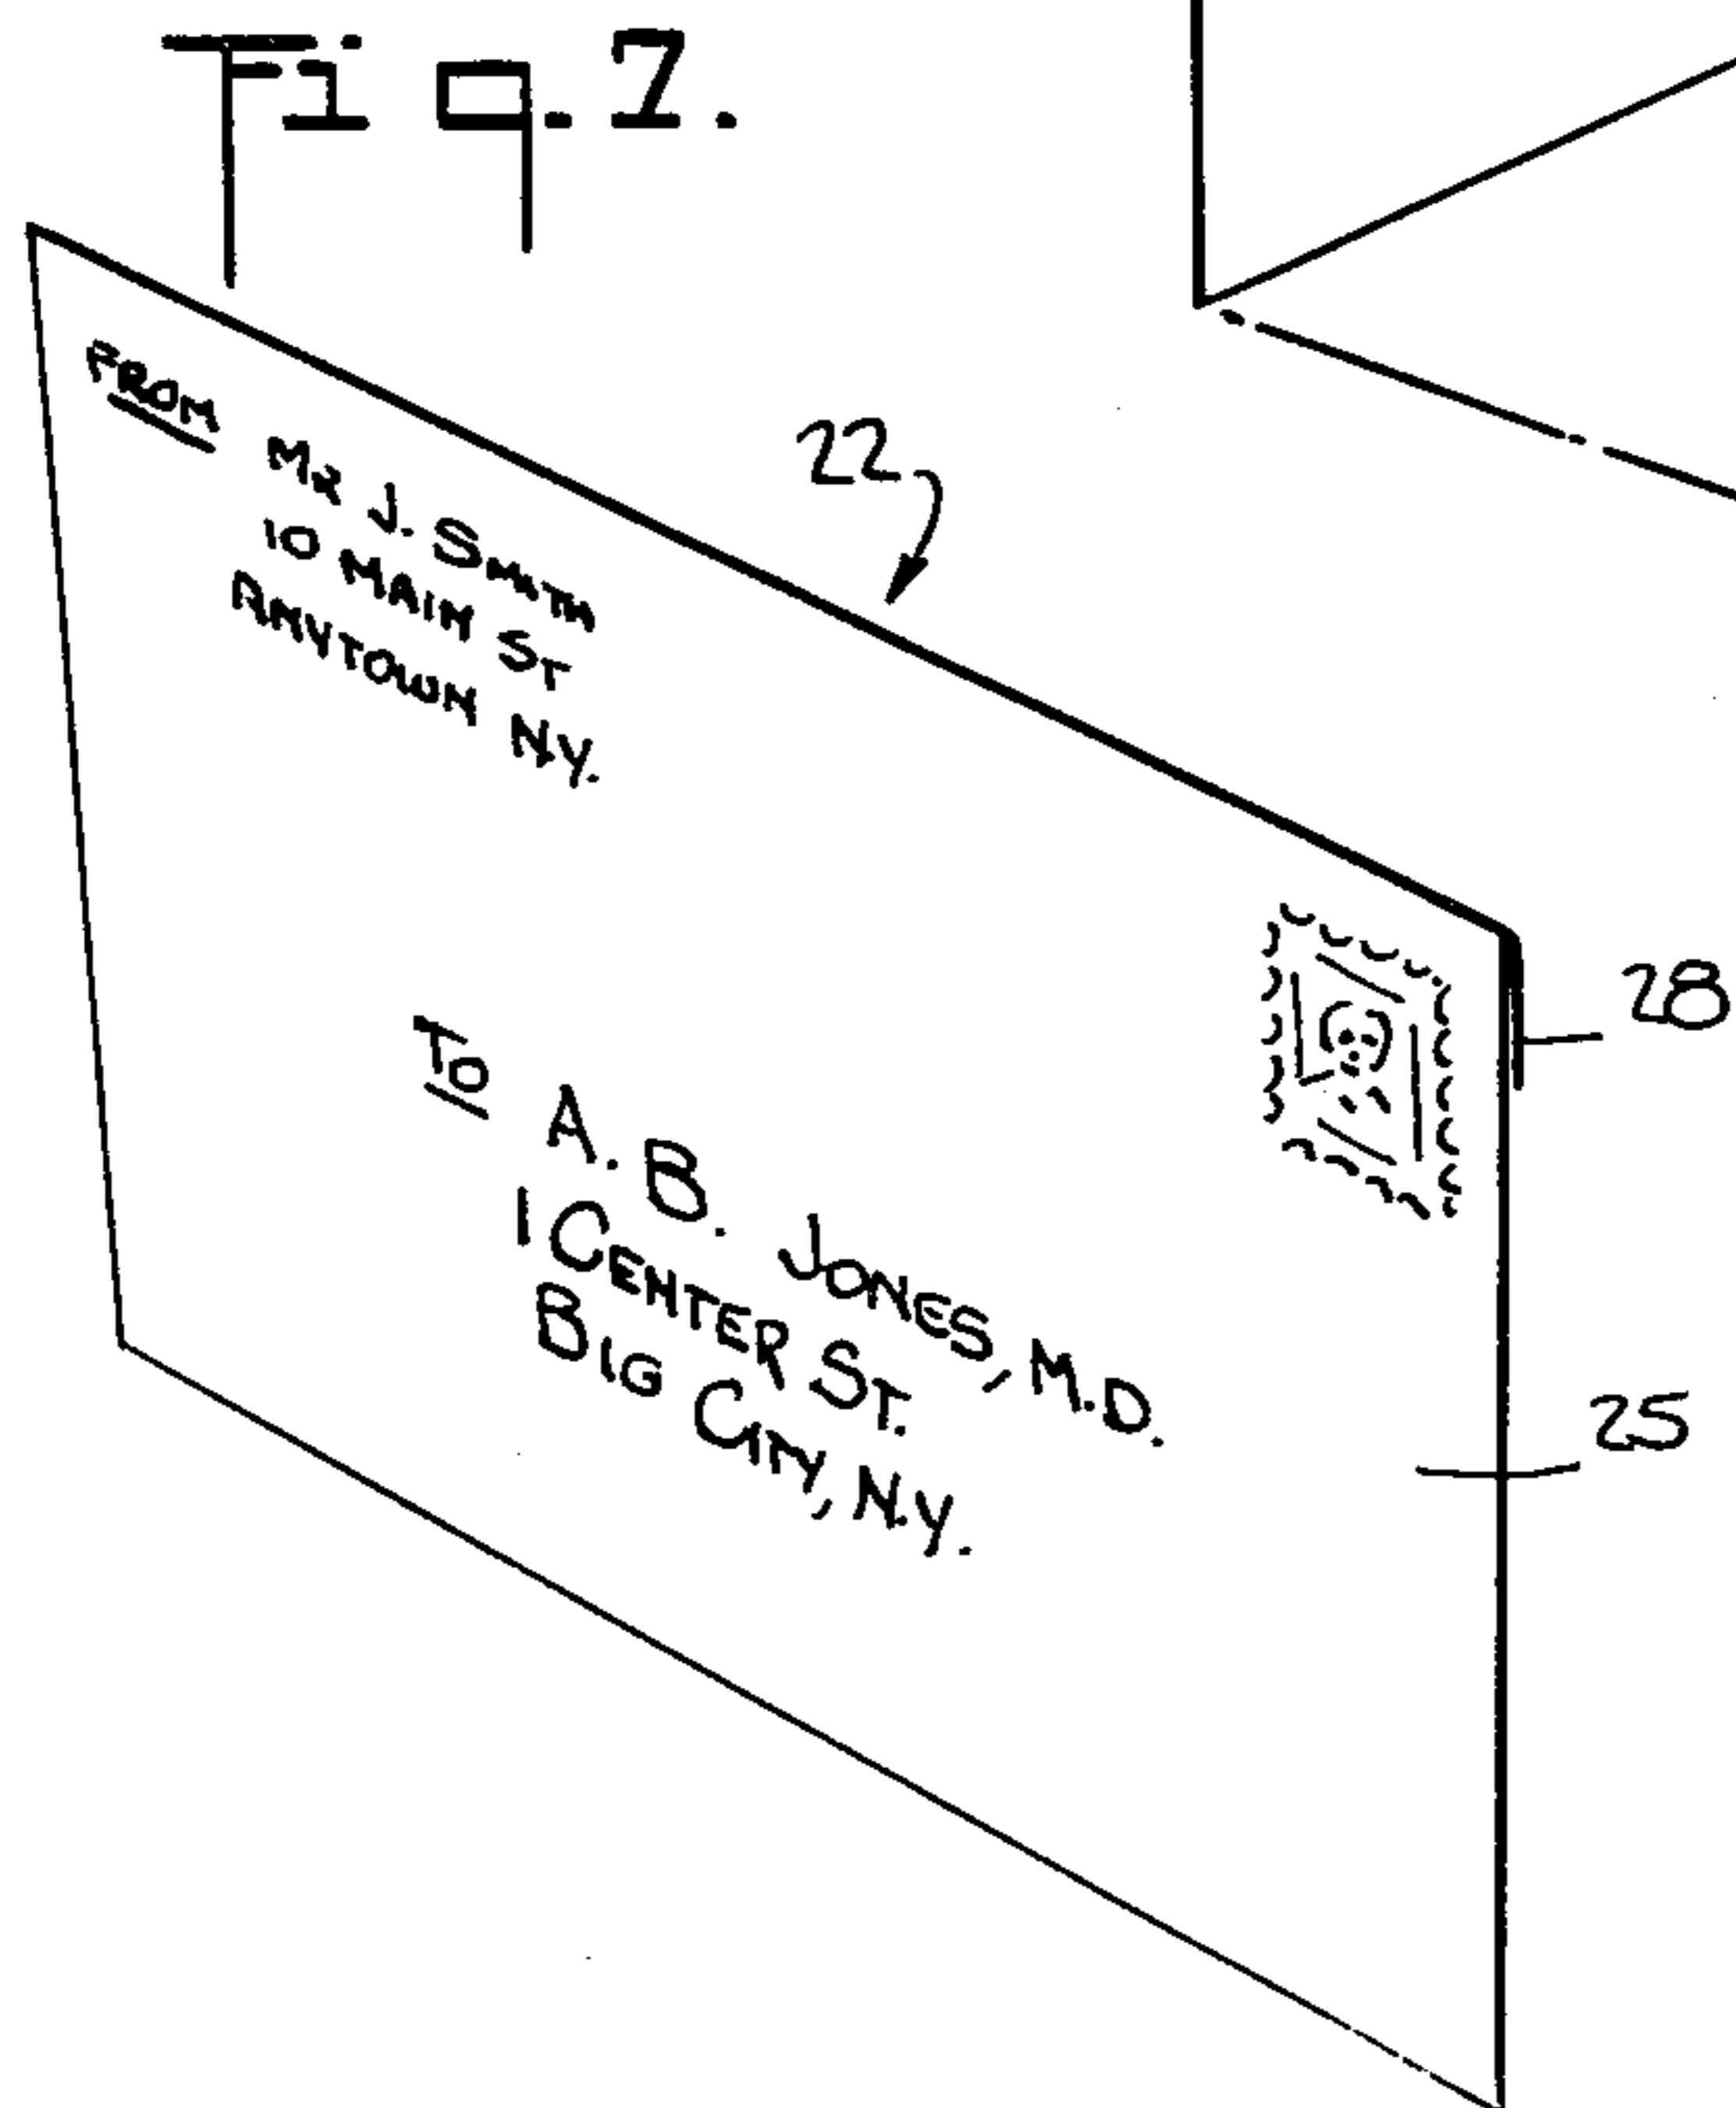 Fig. 7.
22
FROM MR J. SMITH
10 MAIN ST
ANYTOWN NY.
28
TO A. B. JONES, M.D.
1 CENTER ST.
BIG CITY, N.Y.
25